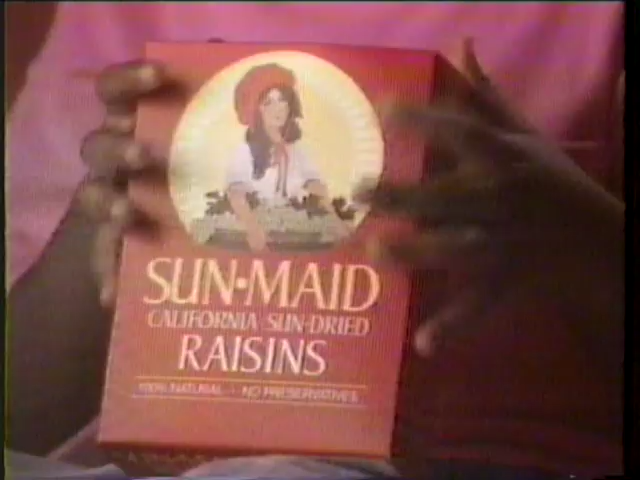 SUN•MAID
CALIFORNIA SUN-DRIED
RAISINS
100% NATURAL • NO PRESERVATIVES